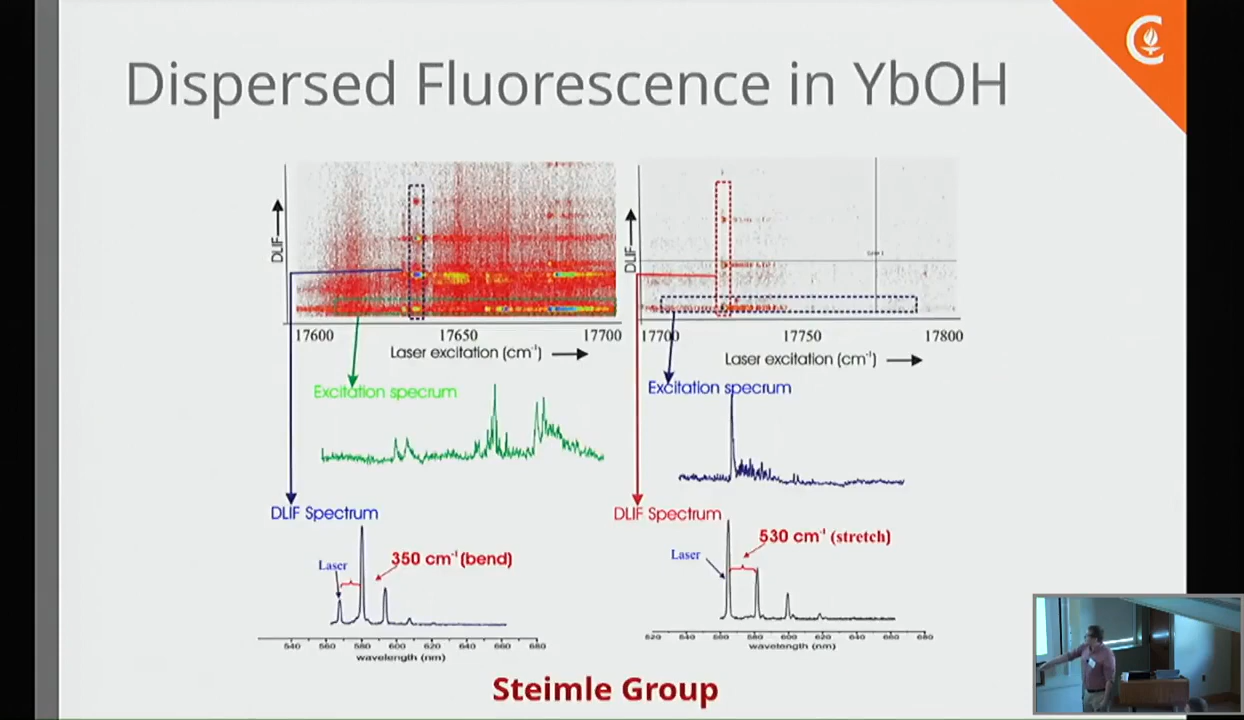 Dispersed Fluorescence in YbOH
DLIF
17600 17650 17700
Laser excitation (cm⁻¹)
Excitation specrum
DLIF Spectrum
Laser
350 cm⁻¹ (bend)
540 560 580 600 620 640 660 680
wavelength (nm)
DLIF
17700 17750 17800
Laser excitation (cm⁻¹)
Excitation specrum
DLIF Spectrum
Laser
530 cm⁻¹ (stretch)
520 540 560 580 600 620 640 660 680
wavelength (nm)
Steimle Group